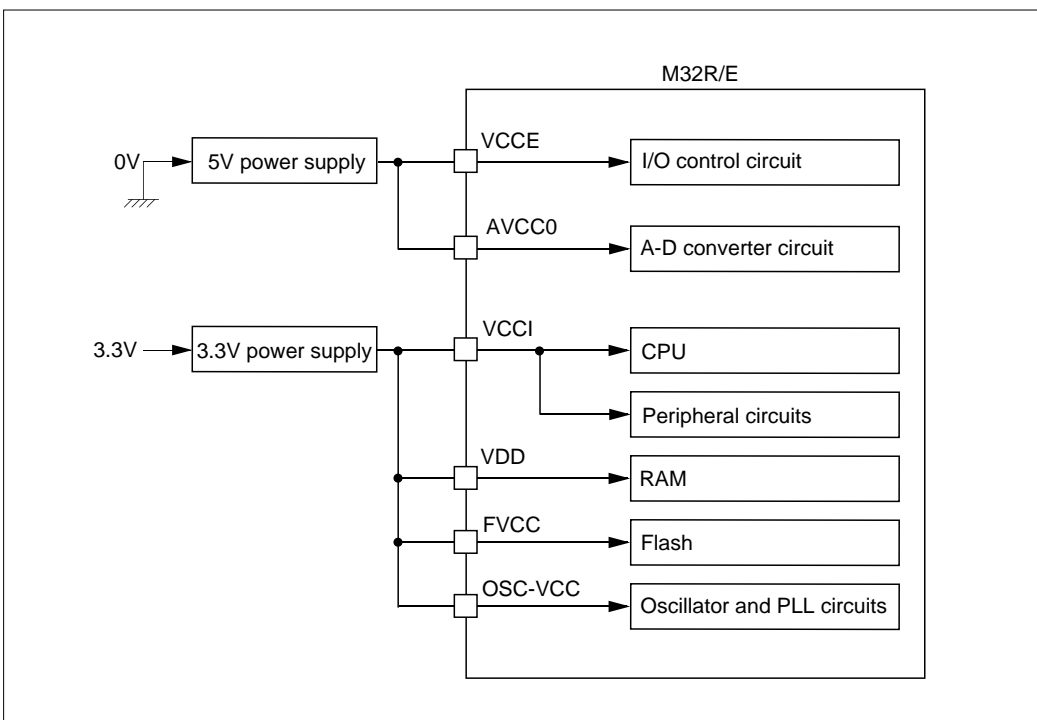 M32R/E
0V
5V power supply
VCCE
I/O control circuit
AVCC0
A-D converter circuit
3.3V
3.3V power supply
VCCI
CPU
Peripheral circuits
VDD
RAM
FVCC
Flash
OSC-VCC
Oscillator and PLL circuits